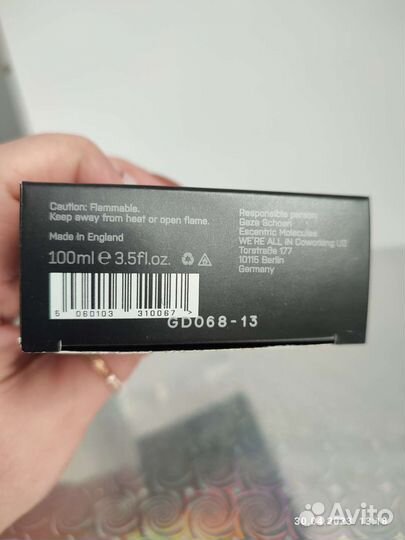 Caution: Flammable.
Keep away from heat or open flame.
Made in England
100ml e 3.5fl.oz.
5 060103 310067 >
Responsible person:
Geza Schoen
Escentric Molecules
WE'RE ALL IN Coworking UG
Torstraße 177
10115 Berlin
Germany
GD068-13
30.04.2023 13:18
Avito